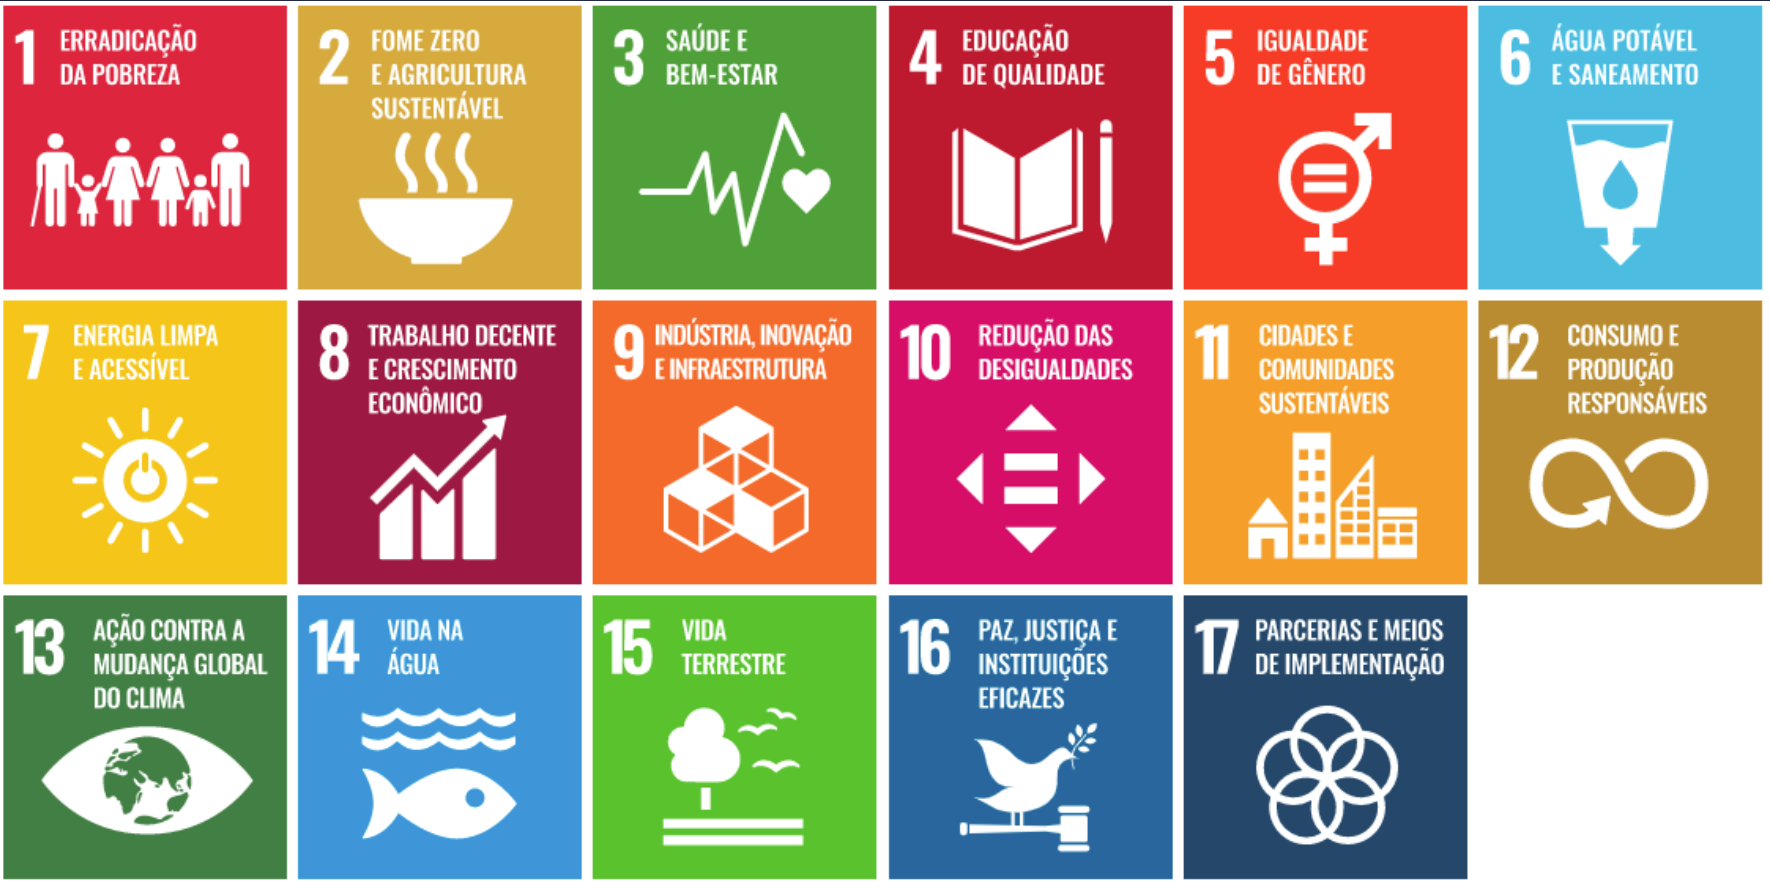 1 ERRADICAÇÃO
DA POBREZA
2 FOME ZERO
E AGRICULTURA
SUSTENTÁVEL
3 SAÚDE E
BEM-ESTAR
4 EDUCAÇÃO
DE QUALIDADE
5 IGUALDADE
DE GÊNERO
6 ÁGUA POTÁVEL
E SANEAMENTO
7 ENERGIA LIMPA
E ACESSÍVEL
8 TRABALHO DECENTE
E CRESCIMENTO
ECONÔMICO
9 INDÚSTRIA, INOVAÇÃO
E INFRAESTRUTURA
10 REDUÇÃO DAS
DESIGUALDADES
11 CIDADES E
COMUNIDADES
SUSTENTÁVEIS
12 CONSUMO E
PRODUÇÃO
RESPONSÁVEIS
13 AÇÃO CONTRA A
MUDANÇA GLOBAL
DO CLIMA
14 VIDA NA
ÁGUA
15 VIDA
TERRESTRE
16 PAZ, JUSTIÇA E
INSTITUIÇÕES
EFICAZES
17 PARCERIAS E MEIOS
DE IMPLEMENTAÇÃO